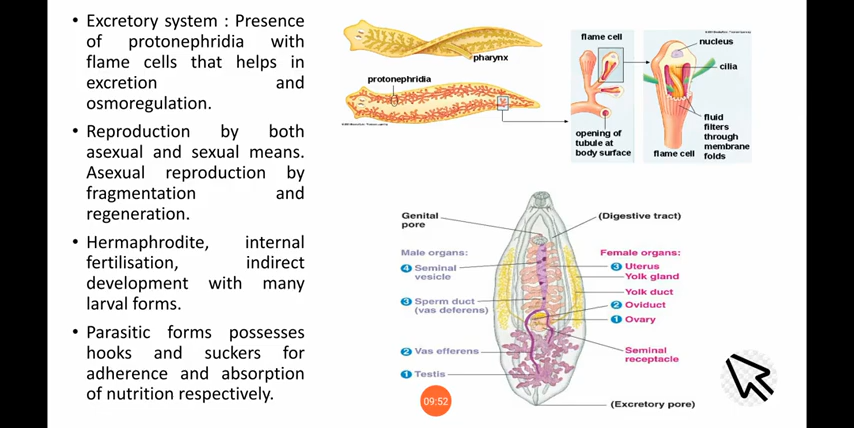 • Excretory system : Presence
of protonephridia with
flame cells that helps in
excretion and
osmoregulation.
• Reproduction by both
asexual and sexual means.
Asexual reproduction by
fragmentation and
regeneration.
• Hermaphrodite, internal
fertilisation, indirect
development with many
larval forms.
• Parasitic forms possesses
hooks and suckers for
adherence and absorption
of nutrition respectively.
pharynx
protonephridia
flame cell
opening of
tubule at
body surface
nucleus
cilia
fluid
filters
through
membrane
folds
flame cell
Genital
pore
(Digestive tract)
Male organs:
4 Seminal
vesicle
3 Sperm duct
(vas deferens)
2 Vas efferens
1 Testis
Female organs:
3 Uterus
Yolk gland
Yolk duct
2 Oviduct
1 Ovary
Seminal
receptacle
(Excretory pore)
09:52